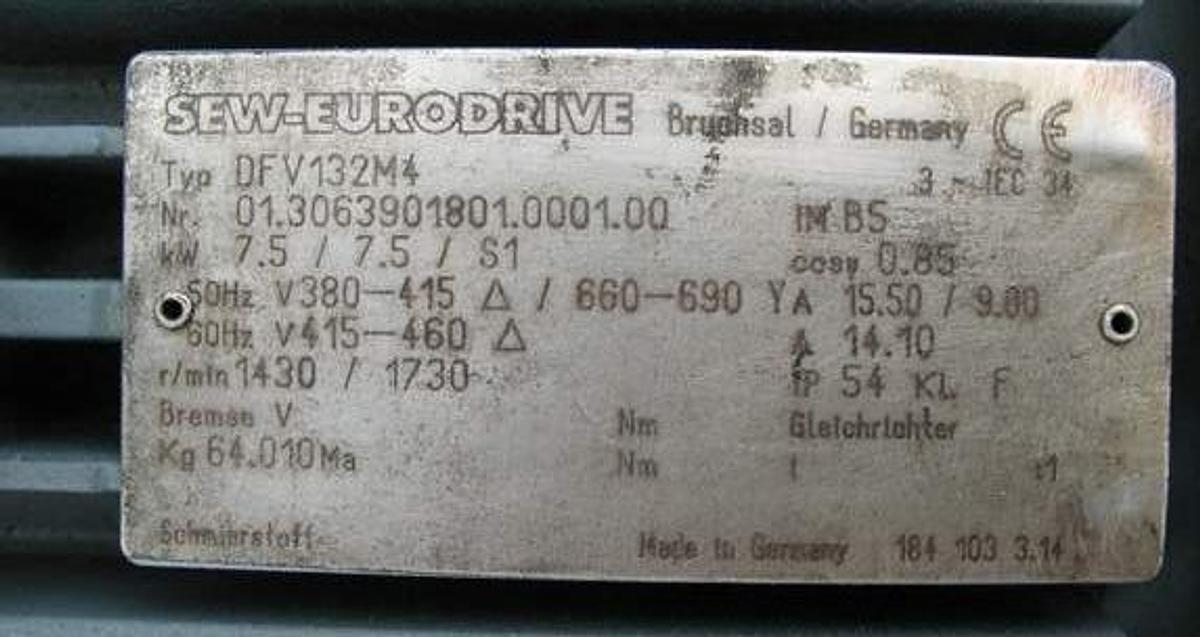 SEW-EURODRIVE Bruchsal / Germany CE
Typ DFV132M4 3 ~ IEC 34
Nr. 01.3063901801.0001.00 IM B5
kW 7.5 / 7.5 / S1 cosφ 0.85
50Hz V 380-415 Δ / 660-690 Y A 15.50 / 9.00
60Hz V 415-460 Δ A 14.10
r/min 1430 / 1730 IP 54 Kl. F
Bremse V Nm Gleichrichter
Kg 64.010 Ma Nm i :1
Schmierstoff
Made in Germany 184 103 3.14